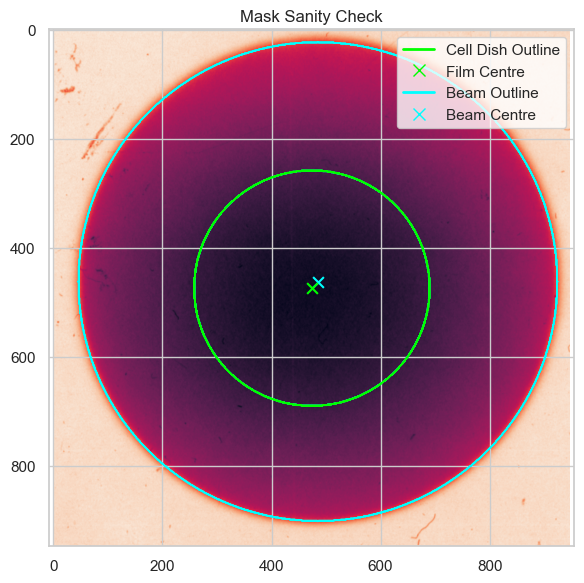 Mask Sanity Check
Cell Dish Outline
Film Centre
Beam Outline
Beam Centre
0
200
400
600
800
0
200
400
600
800